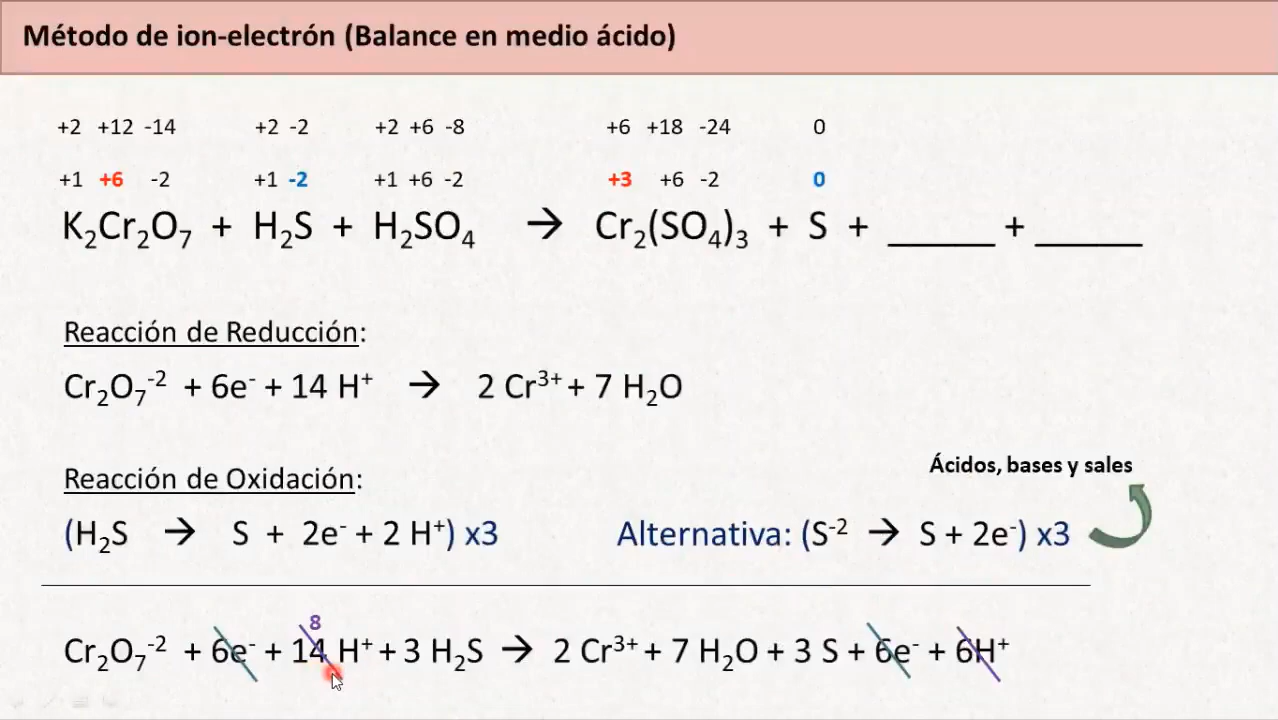 Método de ion-electrón (Balance en medio ácido)
+2 +12 -14 +2 -2 +2 +6 -8 +6 +18 -24 0
+1 +6 -2 +1 -2 +1 +6 -2 +3 +6 -2 0
K₂Cr₂O₇ + H₂S + H₂SO₄ → Cr₂(SO₄)₃ + S + ______ + ______
Reacción de Reducción:
Cr₂O₇⁻² + 6e⁻ + 14 H⁺ → 2 Cr³⁺ + 7 H₂O
Ácidos, bases y sales
Reacción de Oxidación:
(H₂S → S + 2e⁻ + 2 H⁺) x3 Alternativa: (S⁻² → S + 2e⁻) x3
8
Cr₂O₇⁻² + 6e⁻ + 14 H⁺ + 3 H₂S → 2 Cr³⁺ + 7 H₂O + 3 S + 6e⁻ + 6H⁺